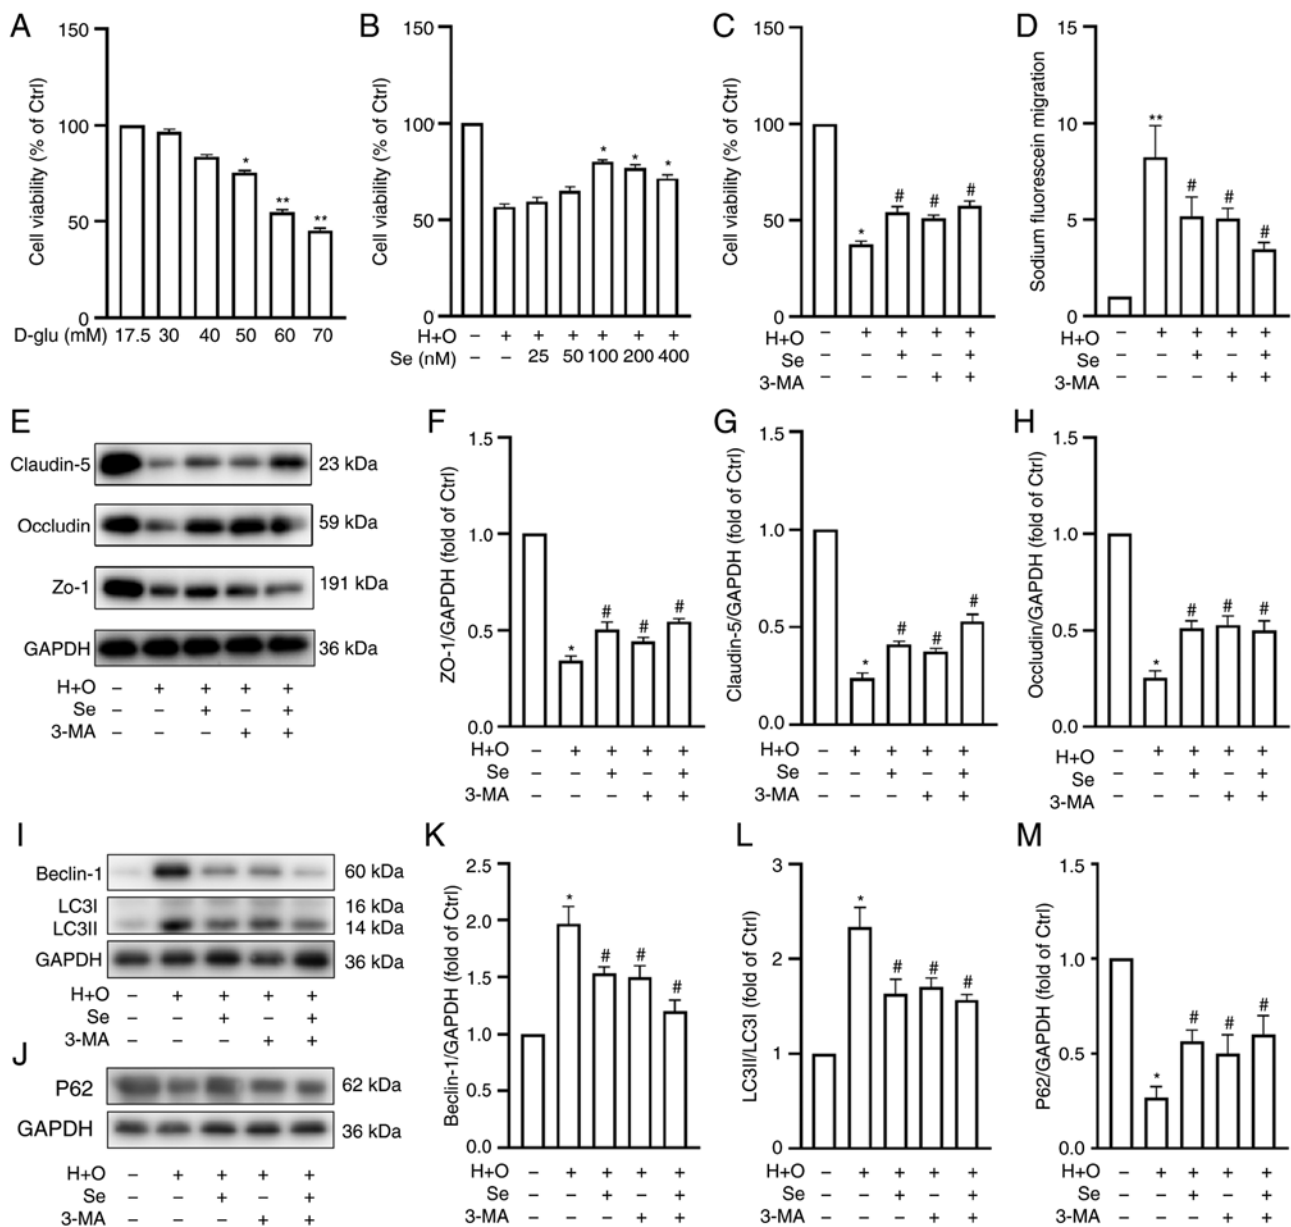 A
Cell viability (% of Ctrl)
150
100
50
0
* ** **
D-glu (mM) 17.5 30 40 50 60 70
B
Cell viability (% of Ctrl)
150
100
50
0
* * *
H+O – + + + + + +
Se (nM) – – 25 50 100 200 400
C
Cell viability (% of Ctrl)
150
100
50
0
* # # #
H+O – + + + +
Se – – + – +
3-MA – – – + +
D
Sodium fluorescein migration
15
10
5
0
** # # #
H+O – + + + +
Se – – + – +
3-MA – – – + +
E
Claudin-5 23 kDa
Occludin 59 kDa
Zo-1 191 kDa
GAPDH 36 kDa
H+O – + + + +
Se – – + – +
3-MA – – – + +
F
ZO-1/GAPDH (fold of Ctrl)
1.5
1.0
0.5
0.0
* # # #
H+O – + + + +
Se – – + – +
3-MA – – – + +
G
Claudin-5/GAPDH (fold of Ctrl)
1.5
1.0
0.5
0.0
* # # #
H+O – + + + +
Se – – + – +
3-MA – – – + +
H
Occludin/GAPDH (fold of Ctrl)
1.5
1.0
0.5
0.0
* # # #
H+O – + + + +
Se – – + – +
3-MA – – – + +
I
Beclin-1 60 kDa
LC3I 16 kDa
LC3II 14 kDa
GAPDH 36 kDa
H+O – + + + +
Se – – + – +
3-MA – – – + +
J
P62 62 kDa
GAPDH 36 kDa
H+O – + + + +
Se – – + – +
3-MA – – – + +
K
Beclin-1/GAPDH (fold of Ctrl)
2.5
2.0
1.5
1.0
0.5
0.0
* # # #
H+O – + + + +
Se – – + – +
3-MA – – – + +
L
LC3II/LC3I (fold of Ctrl)
3
2
1
0
* # # #
H+O – + + + +
Se – – + – +
3-MA – – – + +
M
P62/GAPDH (fold of Ctrl)
1.5
1.0
0.5
0.0
* # # #
H+O – + + + +
Se – – + – +
3-MA – – – + +